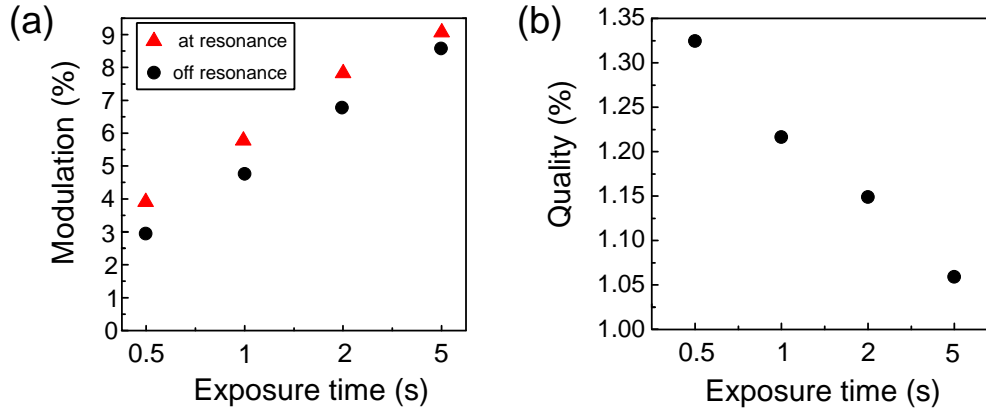 (a)
Modulation (%)
9
8
7
6
5
4
3
2
1
0
at resonance
off resonance
0.5 1 2 5
Exposure time (s)
(b)
Quality (%)
1.35
1.30
1.25
1.20
1.15
1.10
1.05
1.00
0.5 1 2 5
Exposure time (s)